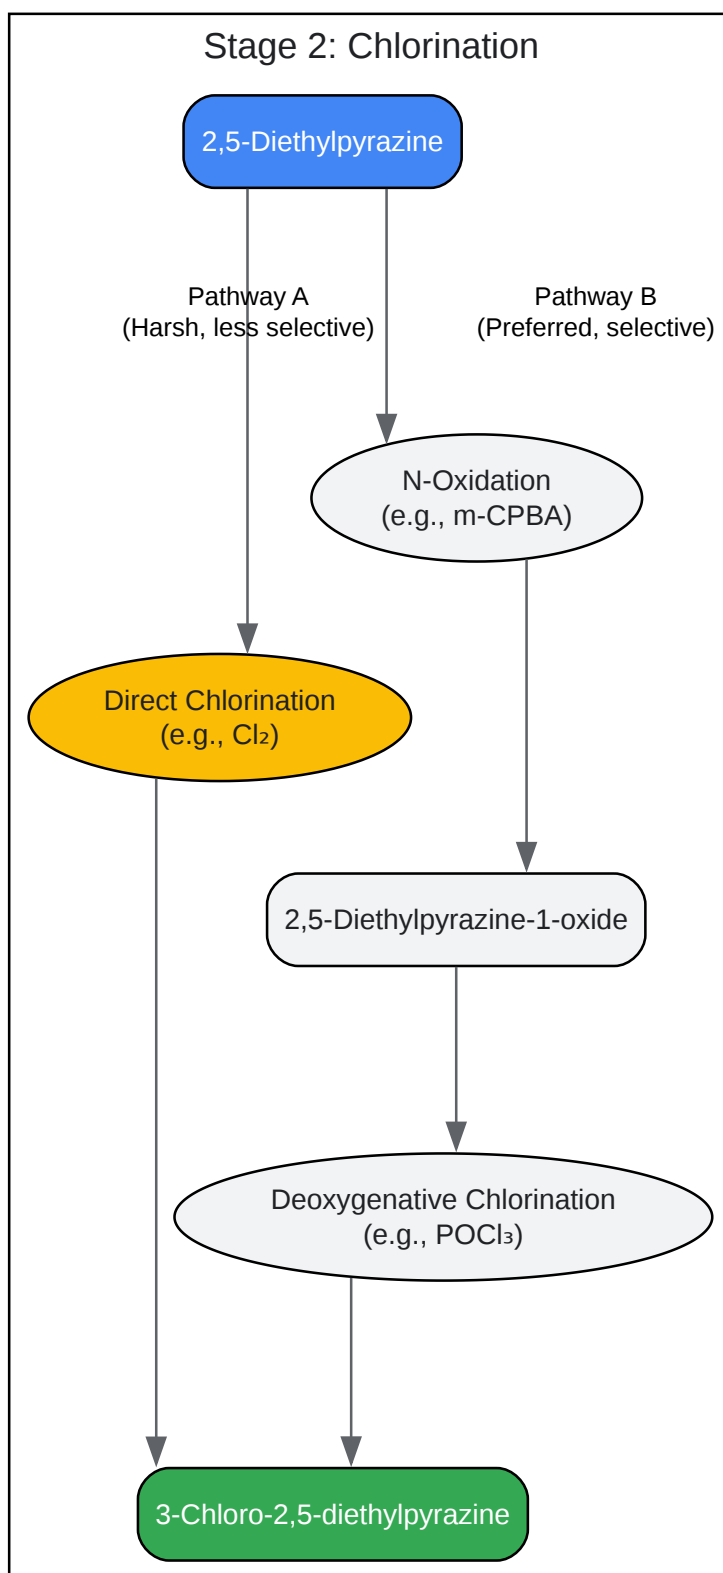 Stage 2: Chlorination
2,5-Diethylpyrazine
Pathway A
(Harsh, less selective)
Pathway B
(Preferred, selective)
N-Oxidation
(e.g., m-CPBA)
Direct Chlorination
(e.g., Cl₂)
2,5-Diethylpyrazine-1-oxide
Deoxygenative Chlorination
(e.g., POCl₃)
3-Chloro-2,5-diethylpyrazine